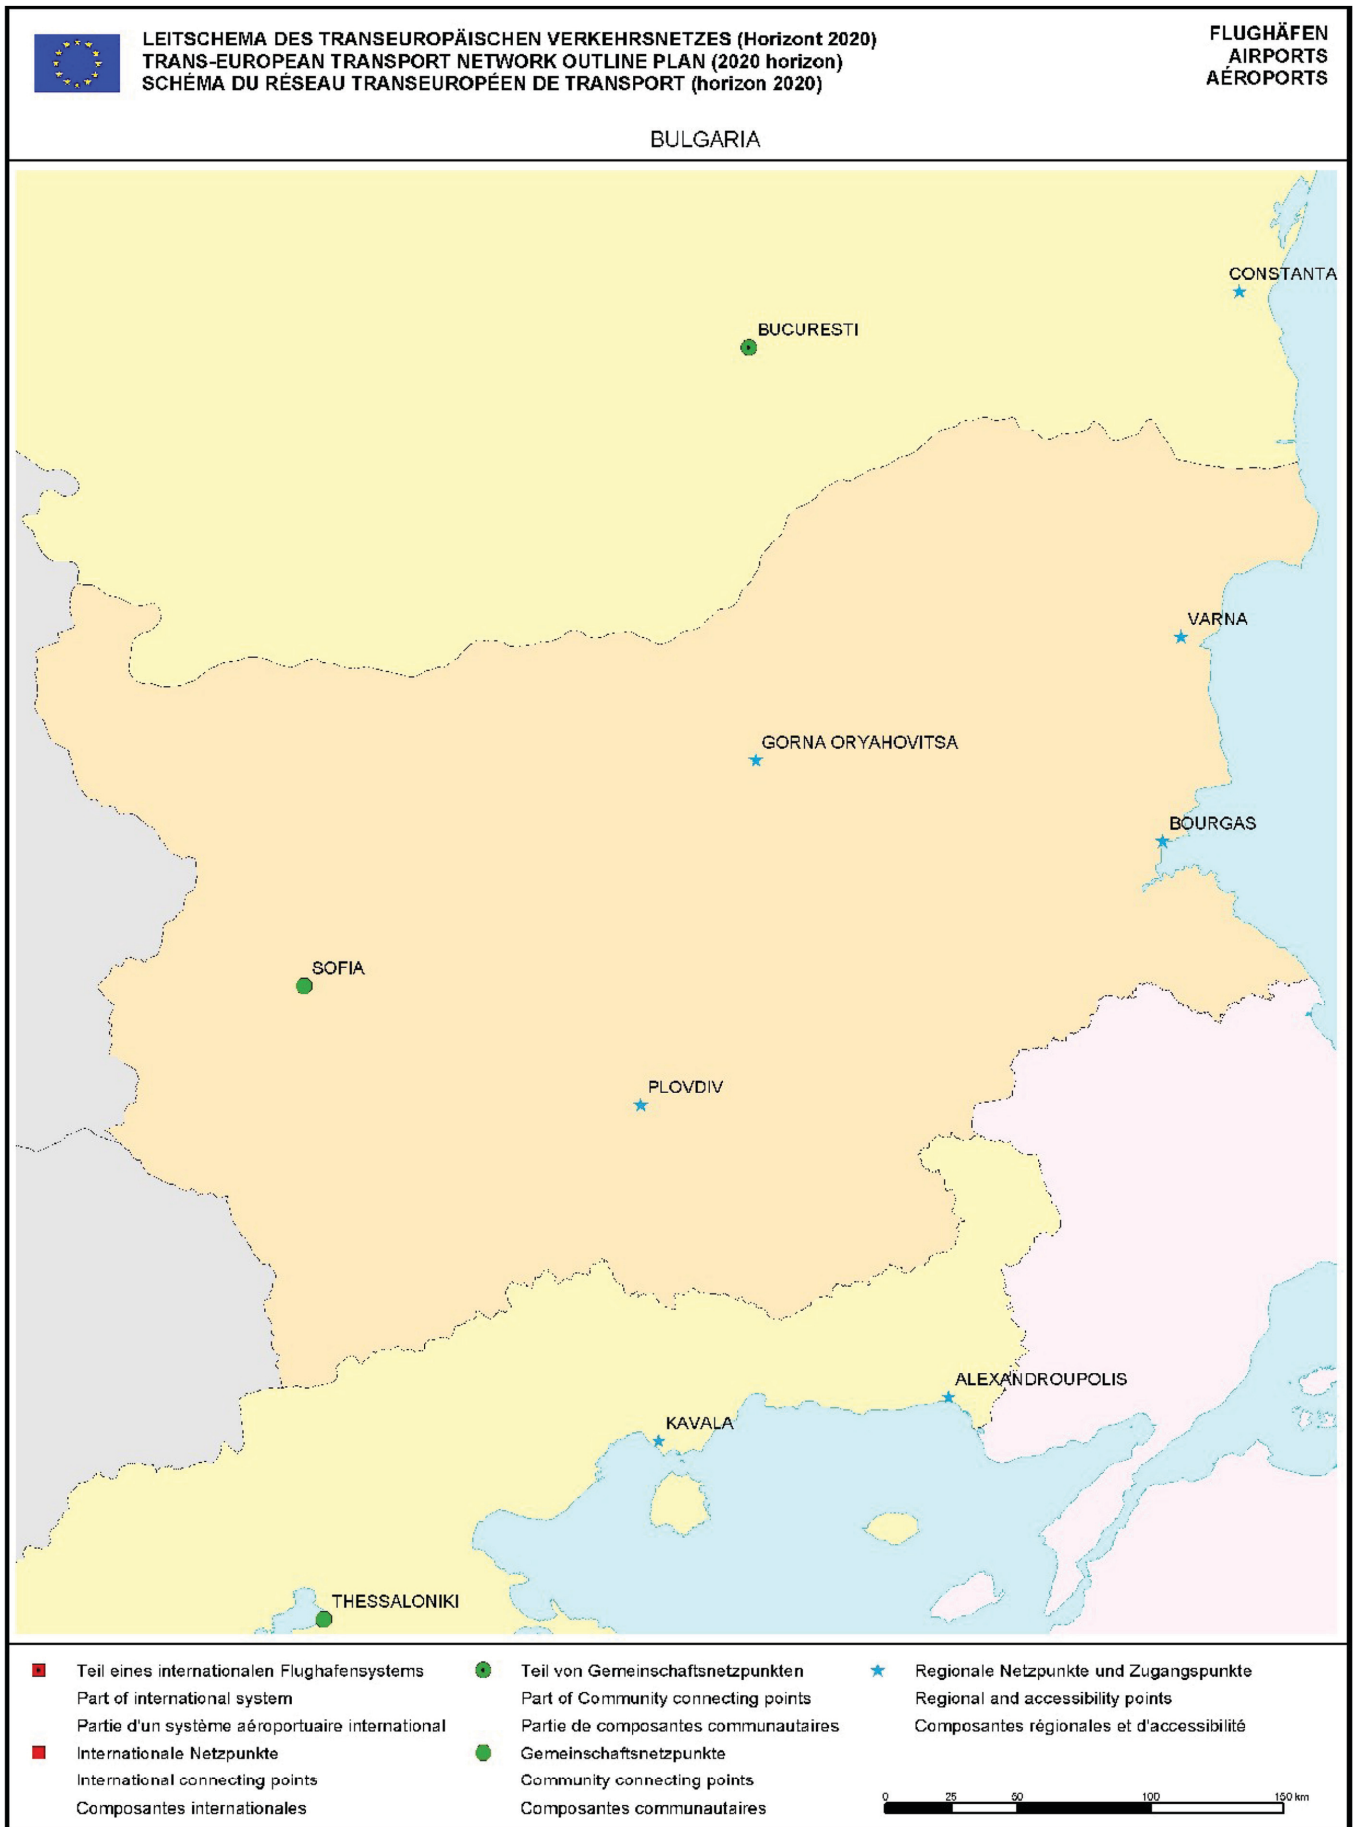 LEITSCHEMA DES TRANSEUROPÄISCHEN VERKEHRSNETZES (Horizont 2020)
TRANS-EUROPEAN TRANSPORT NETWORK OUTLINE PLAN (2020 horizon)
SCHÉMA DU RÉSEAU TRANSEUROPÉEN DE TRANSPORT (horizon 2020)
FLUGHÄFEN
AIRPORTS
AÉROPORTS
BULGARIA
CONSTANTA
BUCURESTI
VARNA
GORNA ORYAHOVITSA
BOURGAS
SOFIA
PLOVDIV
ALEXANDROUPOLIS
KAVALA
THESSALONIKI
Teil eines internationalen Flughafensystems
Part of international system
Partie d'un système aéroportuaire international
Internationale Netzpunkte
International connecting points
Composantes internationales
Teil von Gemeinschaftsnetzpunkten
Part of Community connecting points
Partie de composantes communautaires
Gemeinschaftsnetzpunkte
Community connecting points
Composantes communautaires
Regionale Netzpunkte und Zugangspunkte
Regional and accessibility points
Composantes régionales et d'accessibilité
0 25 50 100 150 km